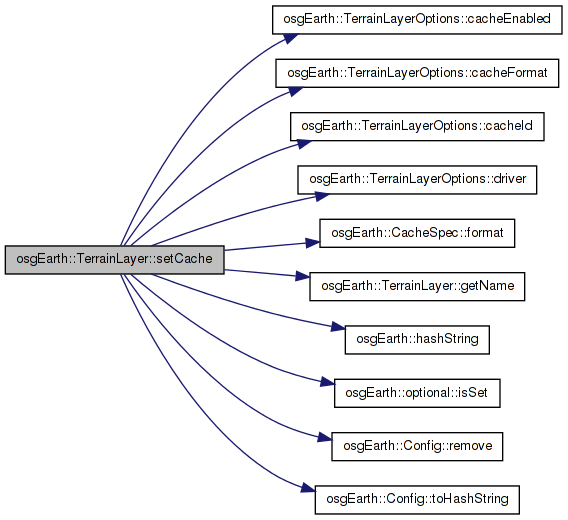 osgEarth::TerrainLayerOptions::cacheEnabled
osgEarth::TerrainLayerOptions::cacheFormat
osgEarth::TerrainLayerOptions::cacheId
osgEarth::TerrainLayerOptions::driver
osgEarth::CacheSpec::format
osgEarth::TerrainLayer::setCache
osgEarth::TerrainLayer::getName
osgEarth::hashString
osgEarth::optional::isSet
osgEarth::Config::remove
osgEarth::Config::toHashString